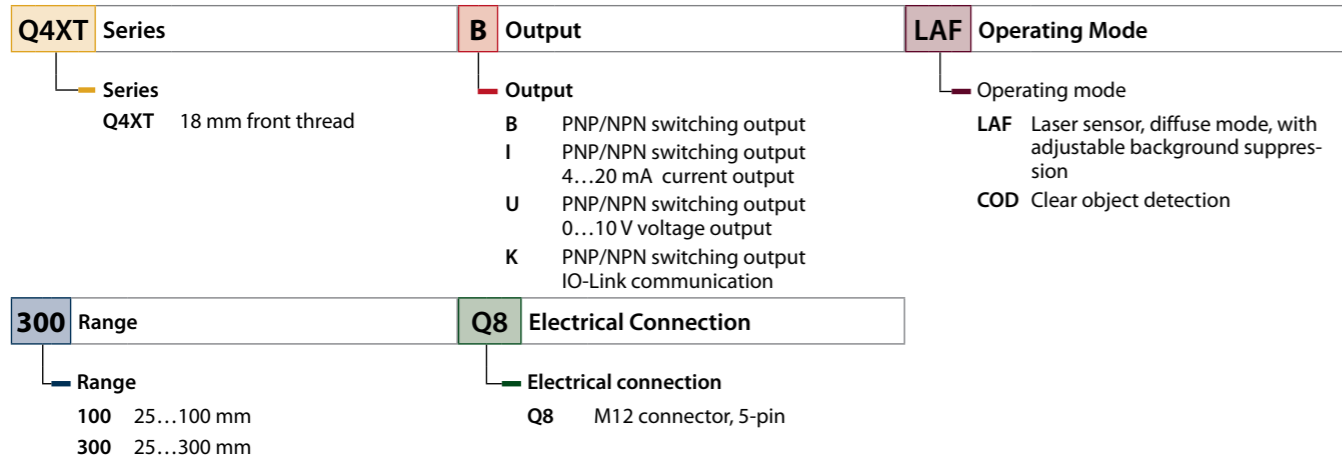 Q4XT Series
B Output
LAF Operating Mode
Series
Q4XT 18 mm front thread
Output
B PNP/NPN switching output
I PNP/NPN switching output
4…20 mA current output
U PNP/NPN switching output
0…10 V voltage output
K PNP/NPN switching output
IO-Link communication
Operating mode
LAF Laser sensor, diffuse mode, with
adjustable background suppres-
sion
COD Clear object detection
300 Range
Q8 Electrical Connection
Range
100 25…100 mm
300 25…300 mm
Electrical connection
Q8 M12 connector, 5-pin